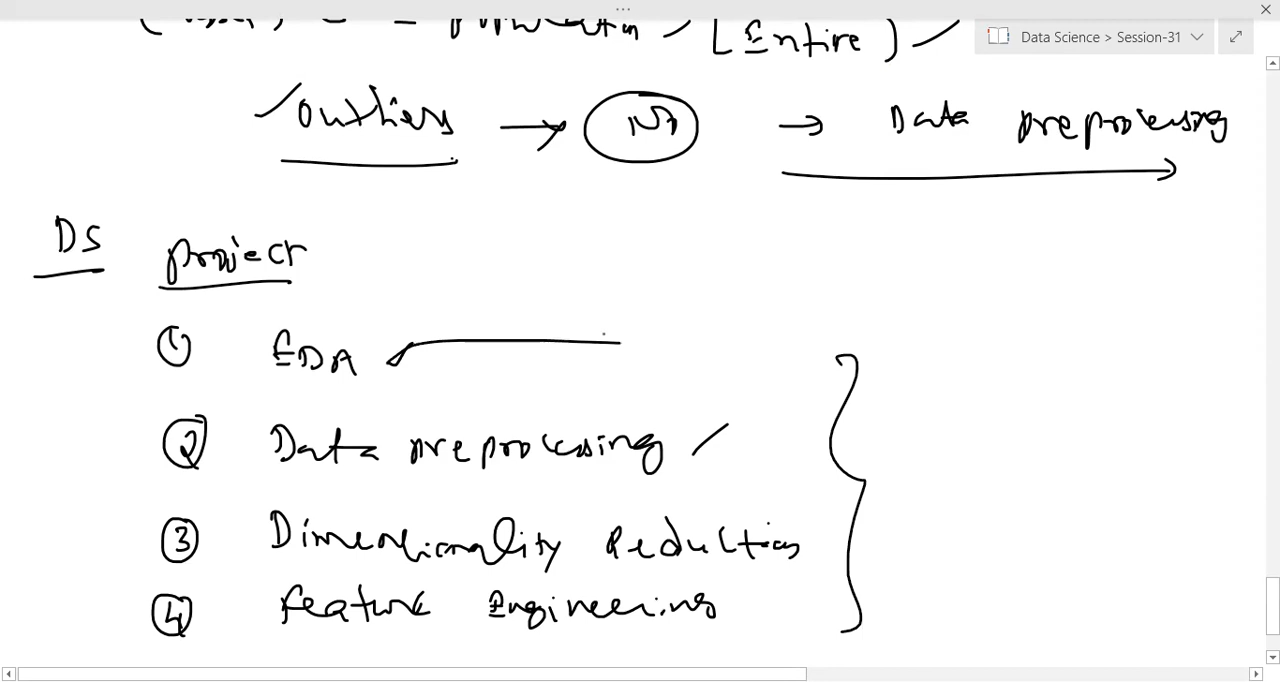 = population [Entire]
Data Science > Session-31
outliers → → Data preprocessing
DS project
1 EDA
2 Data preprocessing
3 Dimensionality Reduction
4 feature Engineering